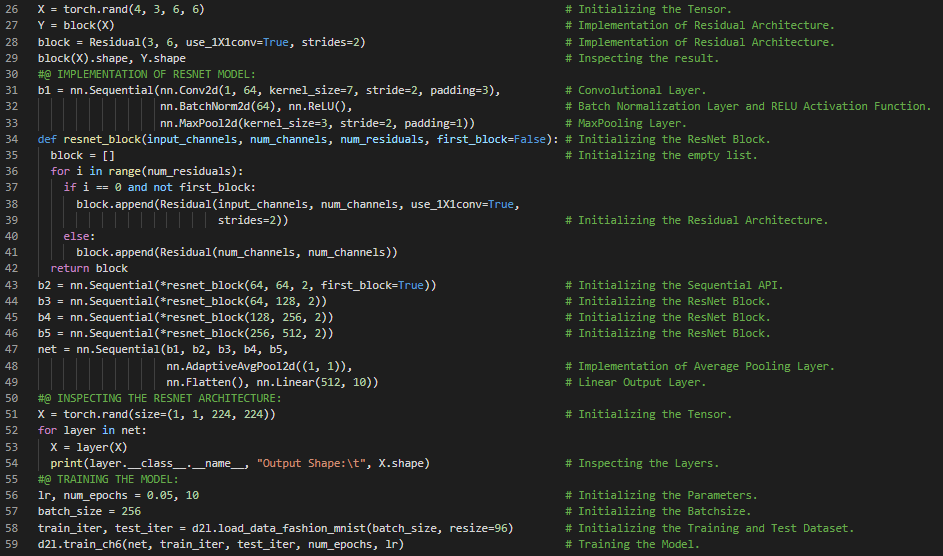 26 X = torch.rand(4, 3, 6, 6) # Initializing the Tensor.
27 Y = block(X) # Implementation of Residual Architecture.
28 block = Residual(3, 6, use_1X1conv=True, strides=2) # Implementation of Residual Architecture.
29 block(X).shape, Y.shape # Inspecting the result.
30 #@ IMPLEMENTATION OF RESNET MODEL:
31 b1 = nn.Sequential(nn.Conv2d(1, 64, kernel_size=7, stride=2, padding=3), # Convolutional Layer.
32 nn.BatchNorm2d(64), nn.ReLU(), # Batch Normalization Layer and RELU Activation Function.
33 nn.MaxPool2d(kernel_size=3, stride=2, padding=1)) # MaxPooling Layer.
34 def resnet_block(input_channels, num_channels, num_residuals, first_block=False): # Initializing the ResNet Block.
35 block = [] # Initializing the empty list.
36 for i in range(num_residuals):
37 if i == 0 and not first_block:
38 block.append(Residual(input_channels, num_channels, use_1X1conv=True,
39 strides=2)) # Initializing the Residual Architecture.
40 else:
41 block.append(Residual(num_channels, num_channels))
42 return block
43 b2 = nn.Sequential(*resnet_block(64, 64, 2, first_block=True)) # Initializing the Sequential API.
44 b3 = nn.Sequential(*resnet_block(64, 128, 2)) # Initializing the ResNet Block.
45 b4 = nn.Sequential(*resnet_block(128, 256, 2)) # Initializing the ResNet Block.
46 b5 = nn.Sequential(*resnet_block(256, 512, 2)) # Initializing the ResNet Block.
47 net = nn.Sequential(b1, b2, b3, b4, b5,
48 nn.AdaptiveAvgPool2d((1, 1)), # Implementation of Average Pooling Layer.
49 nn.Flatten(), nn.Linear(512, 10)) # Linear Output Layer.
50 #@ INSPECTING THE RESNET ARCHITECTURE:
51 X = torch.rand(size=(1, 1, 224, 224)) # Initializing the Tensor.
52 for layer in net:
53 X = layer(X)
54 print(layer.__class__.__name__, "Output Shape:\t", X.shape) # Inspecting the Layers.
55 #@ TRAINING THE MODEL:
56 lr, num_epochs = 0.05, 10 # Initializing the Parameters.
57 batch_size = 256 # Initializing the Batchsize.
58 train_iter, test_iter = d2l.load_data_fashion_mnist(batch_size, resize=96) # Initializing the Training and Test Dataset.
59 d2l.train_ch6(net, train_iter, test_iter, num_epochs, lr) # Training the Model.